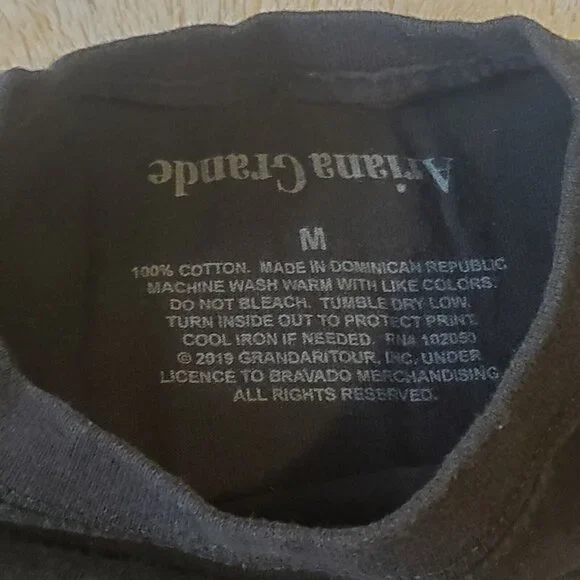 Ariana Grande
M
100% COTTON. MADE IN DOMINICAN REPUBLIC
MACHINE WASH WARM WITH LIKE COLORS.
DO NOT BLEACH. TUMBLE DRY LOW.
TURN INSIDE OUT TO PROTECT PRINT.
COOL IRON IF NEEDED. RN# 102050
© 2019 GRANDARITOUR, INC. UNDER
LICENCE TO BRAVADO MERCHANDISING.
ALL RIGHTS RESERVED.